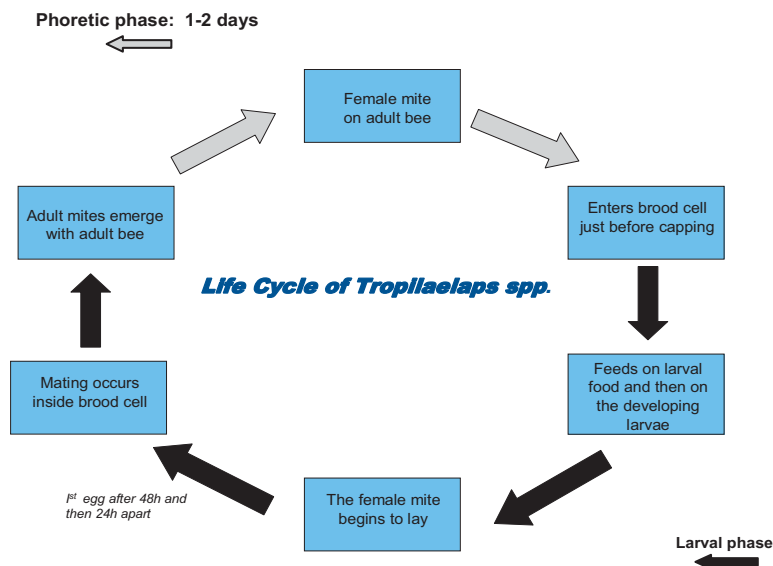 Phoretic phase: 1-2 days
Female mite
on adult bee
Adult mites emerge
with adult bee
Enters brood cell
just before capping
Life Cycle of Tropilaelaps spp.
Mating occurs
inside brood cell
Feeds on larval
food and then on
the developing
larvae
The female mite
begins to lay
Ist egg after 48h and
then 24h apart
Larval phase